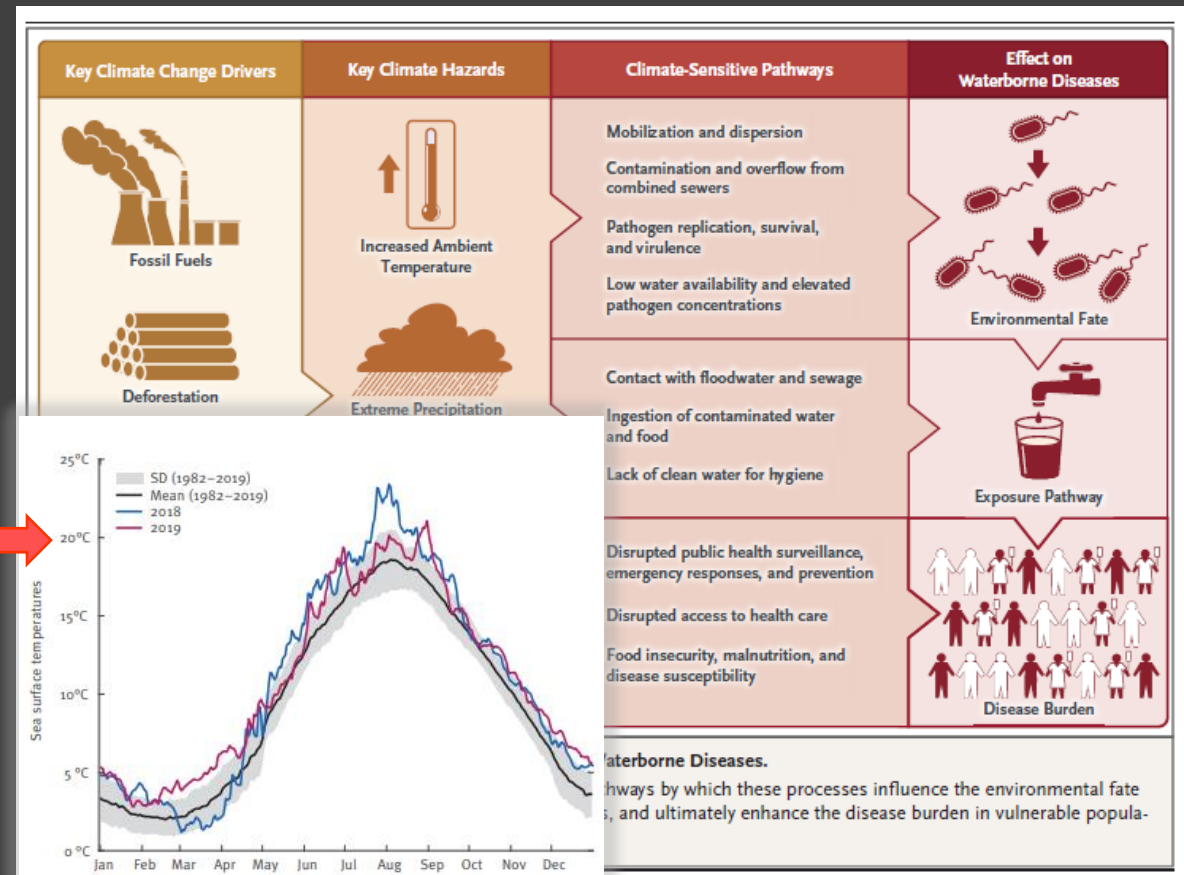 Key Climate Change Drivers
Key Climate Hazards
Climate-Sensitive Pathways
Effect on
Waterborne Diseases
Fossil Fuels
Deforestation
Increased Ambient
Temperature
Extreme Precipitation
Mobilization and dispersion
Contamination and overflow from
combined sewers
Pathogen replication, survival,
and virulence
Low water availability and elevated
pathogen concentrations
Environmental Fate
Contact with floodwater and sewage
Ingestion of contaminated water
and food
Lack of clean water for hygiene
Exposure Pathway
Disrupted public health surveillance,
emergency responses, and prevention
Disrupted access to health care
Food insecurity, malnutrition, and
disease susceptibility
Disease Burden
Waterborne Diseases.
these processes influence the environmental fate
by which
, and ultimately enhance the disease burden in vulnerable popula-
25°C
20°C
15°C
10°C
5 °C
0 °C
Sea surface temperatures
SD (1982–2019)
Mean (1982–2019)
2018
2019
Jan Feb Mar Apr May Jun Jul Aug Sep Oct Nov Dec